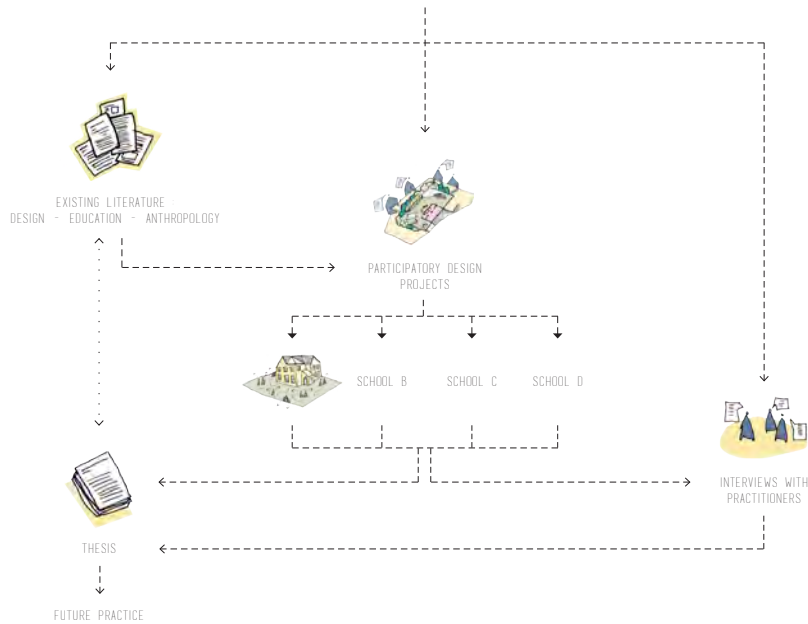 EXISTING LITERATURE :
DESIGN - EDUCATION - ANTHROPOLOGY
PARTICIPATORY DESIGN
PROJECTS
SCHOOL B
SCHOOL C
SCHOOL D
INTERVIEWS WITH
PRACTITIONERS
THESIS
FUTURE PRACTICE